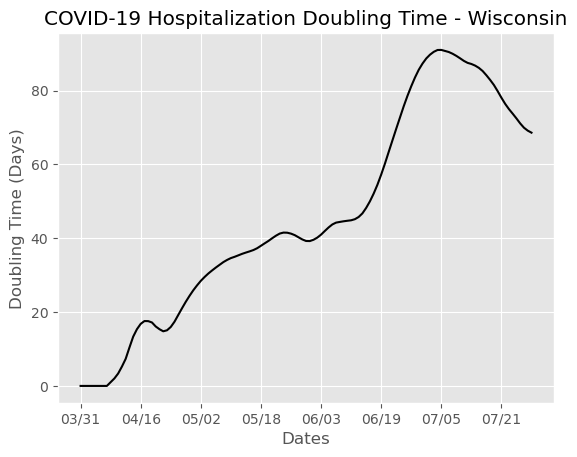 COVID-19 Hospitalization Doubling Time - Wisconsin
Doubling Time (Days)
80
60
40
20
0
03/31 04/16 05/02 05/18 06/03 06/19 07/05 07/21
Dates